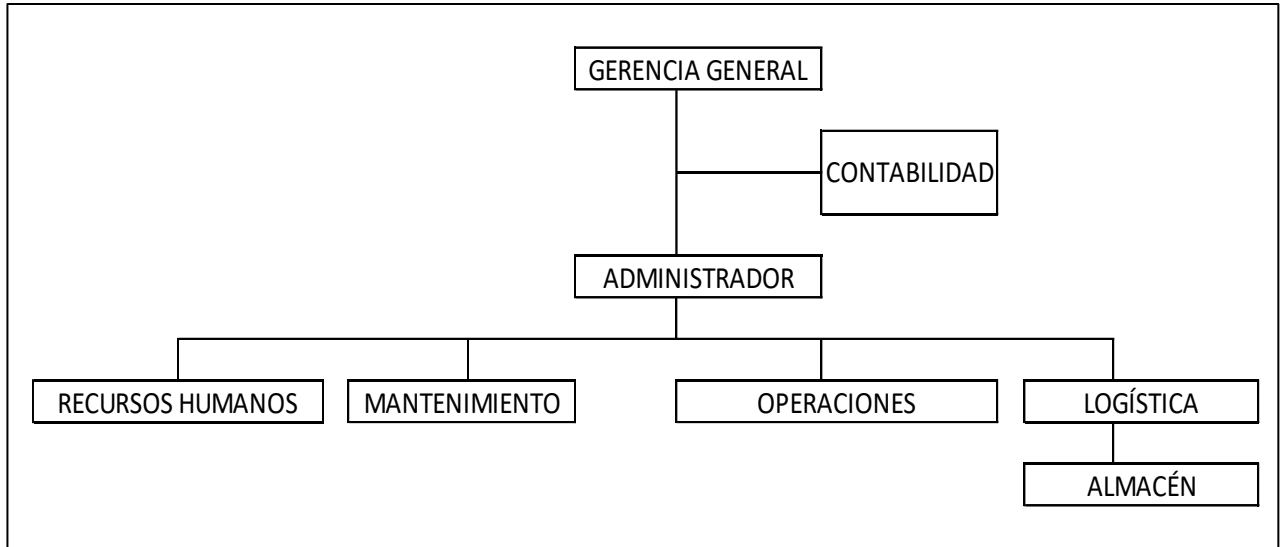 GERENCIA GENERAL
CONTABILIDAD
ADMINISTRADOR
RECURSOS HUMANOS
MANTENIMIENTO
OPERACIONES
LOGÍSTICA
ALMACÉN